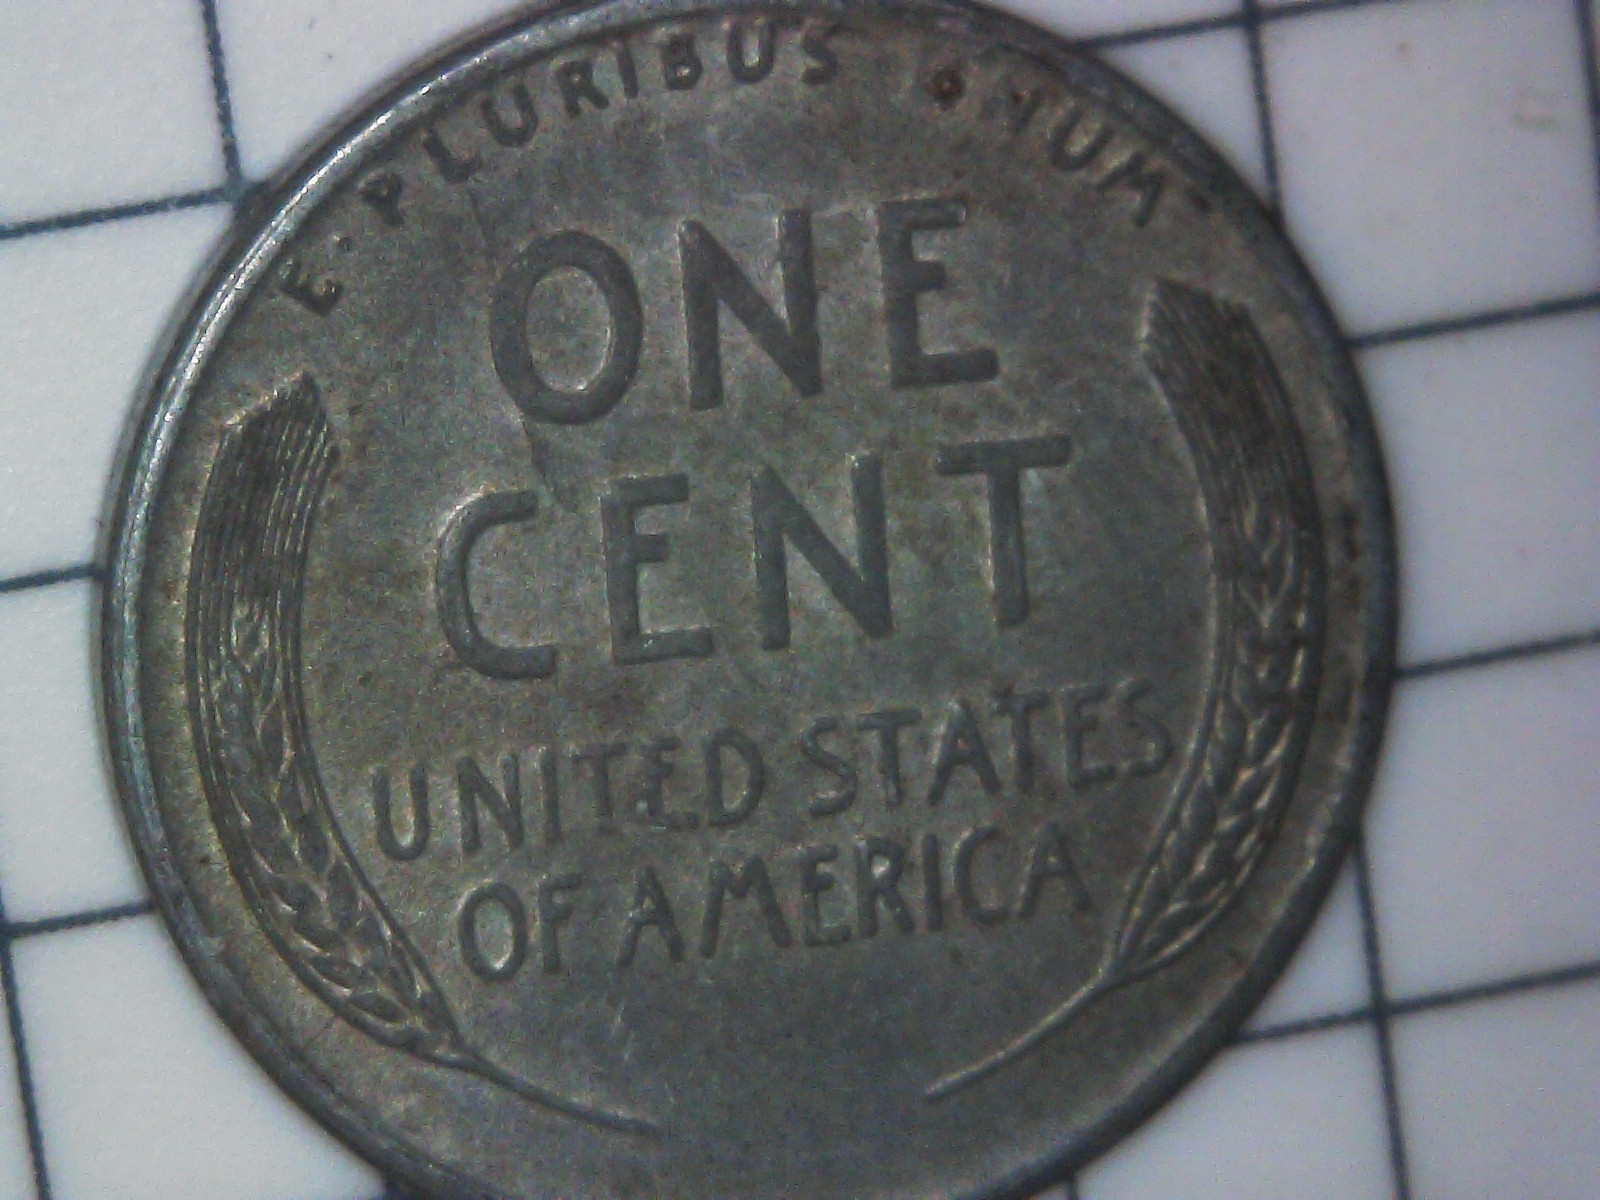 E · PLURIBUS · UNUM ·
ONE
CENT
UNITED STATES
OF AMERICA